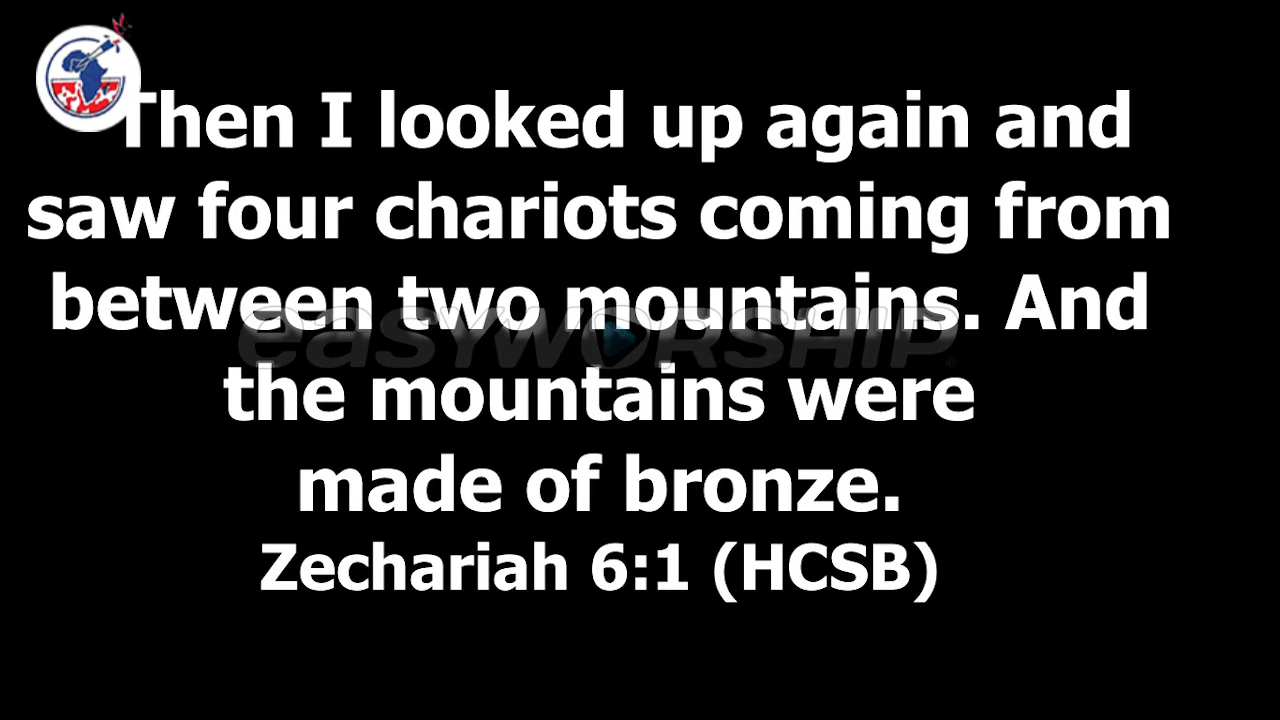 Then I looked up again and
saw four chariots coming from
between two mountains. And
easyworship
the mountains were
made of bronze.
Zechariah 6:1 (HCSB)